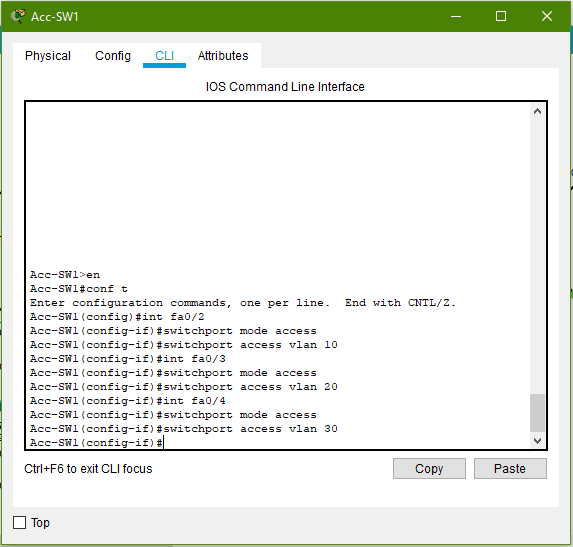 Acc-SW1
Physical Config CLI Attributes
IOS Command Line Interface
Acc-SW1>en
Acc-SW1#conf t
Enter configuration commands, one per line.  End with CNTL/Z.
Acc-SW1(config)#int fa0/2
Acc-SW1(config-if)#switchport mode access
Acc-SW1(config-if)#switchport access vlan 10
Acc-SW1(config-if)#int fa0/3
Acc-SW1(config-if)#switchport mode access
Acc-SW1(config-if)#switchport access vlan 20
Acc-SW1(config-if)#int fa0/4
Acc-SW1(config-if)#switchport mode access
Acc-SW1(config-if)#switchport access vlan 30
Acc-SW1(config-if)#
Ctrl+F6 to exit CLI focus
Copy Paste
Top